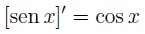 [sen x]′ = cos x